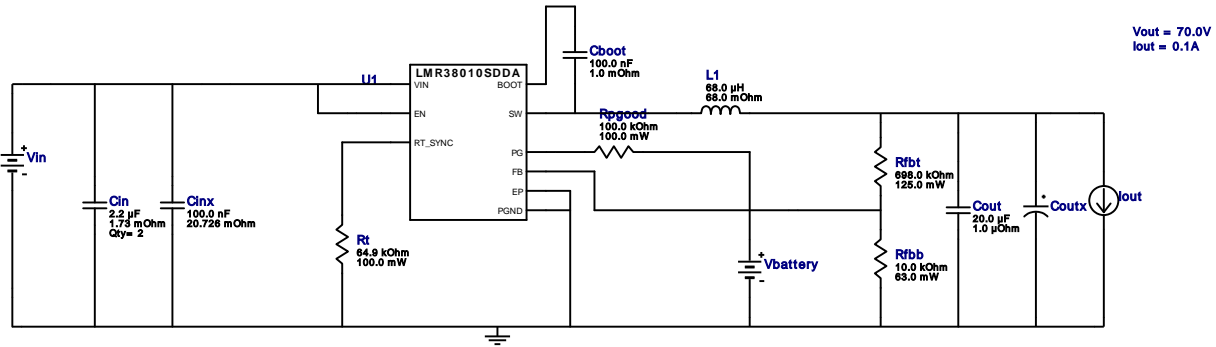 Vout = 70.0V
Iout = 0.1A
Cboot
100.0 nF
1.0 mOhm
U1
LMR38010SDDA
VIN
BOOT
EN
SW
RT_SYNC
PG
FB
EP
PGND
L1
68.0 µH
68.0 mOhm
Rpgood
100.0 kOhm
100.0 mW
Vin
Cin
2.2 µF
1.73 mOhm
Qty= 2
Cinx
100.0 nF
20.726 mOhm
Rt
64.9 kOhm
100.0 mW
Vbattery
Rfbt
698.0 kOhm
125.0 mW
Rfbb
10.0 kOhm
63.0 mW
Cout
20.0 µF
1.0 µOhm
Coutx
Iout